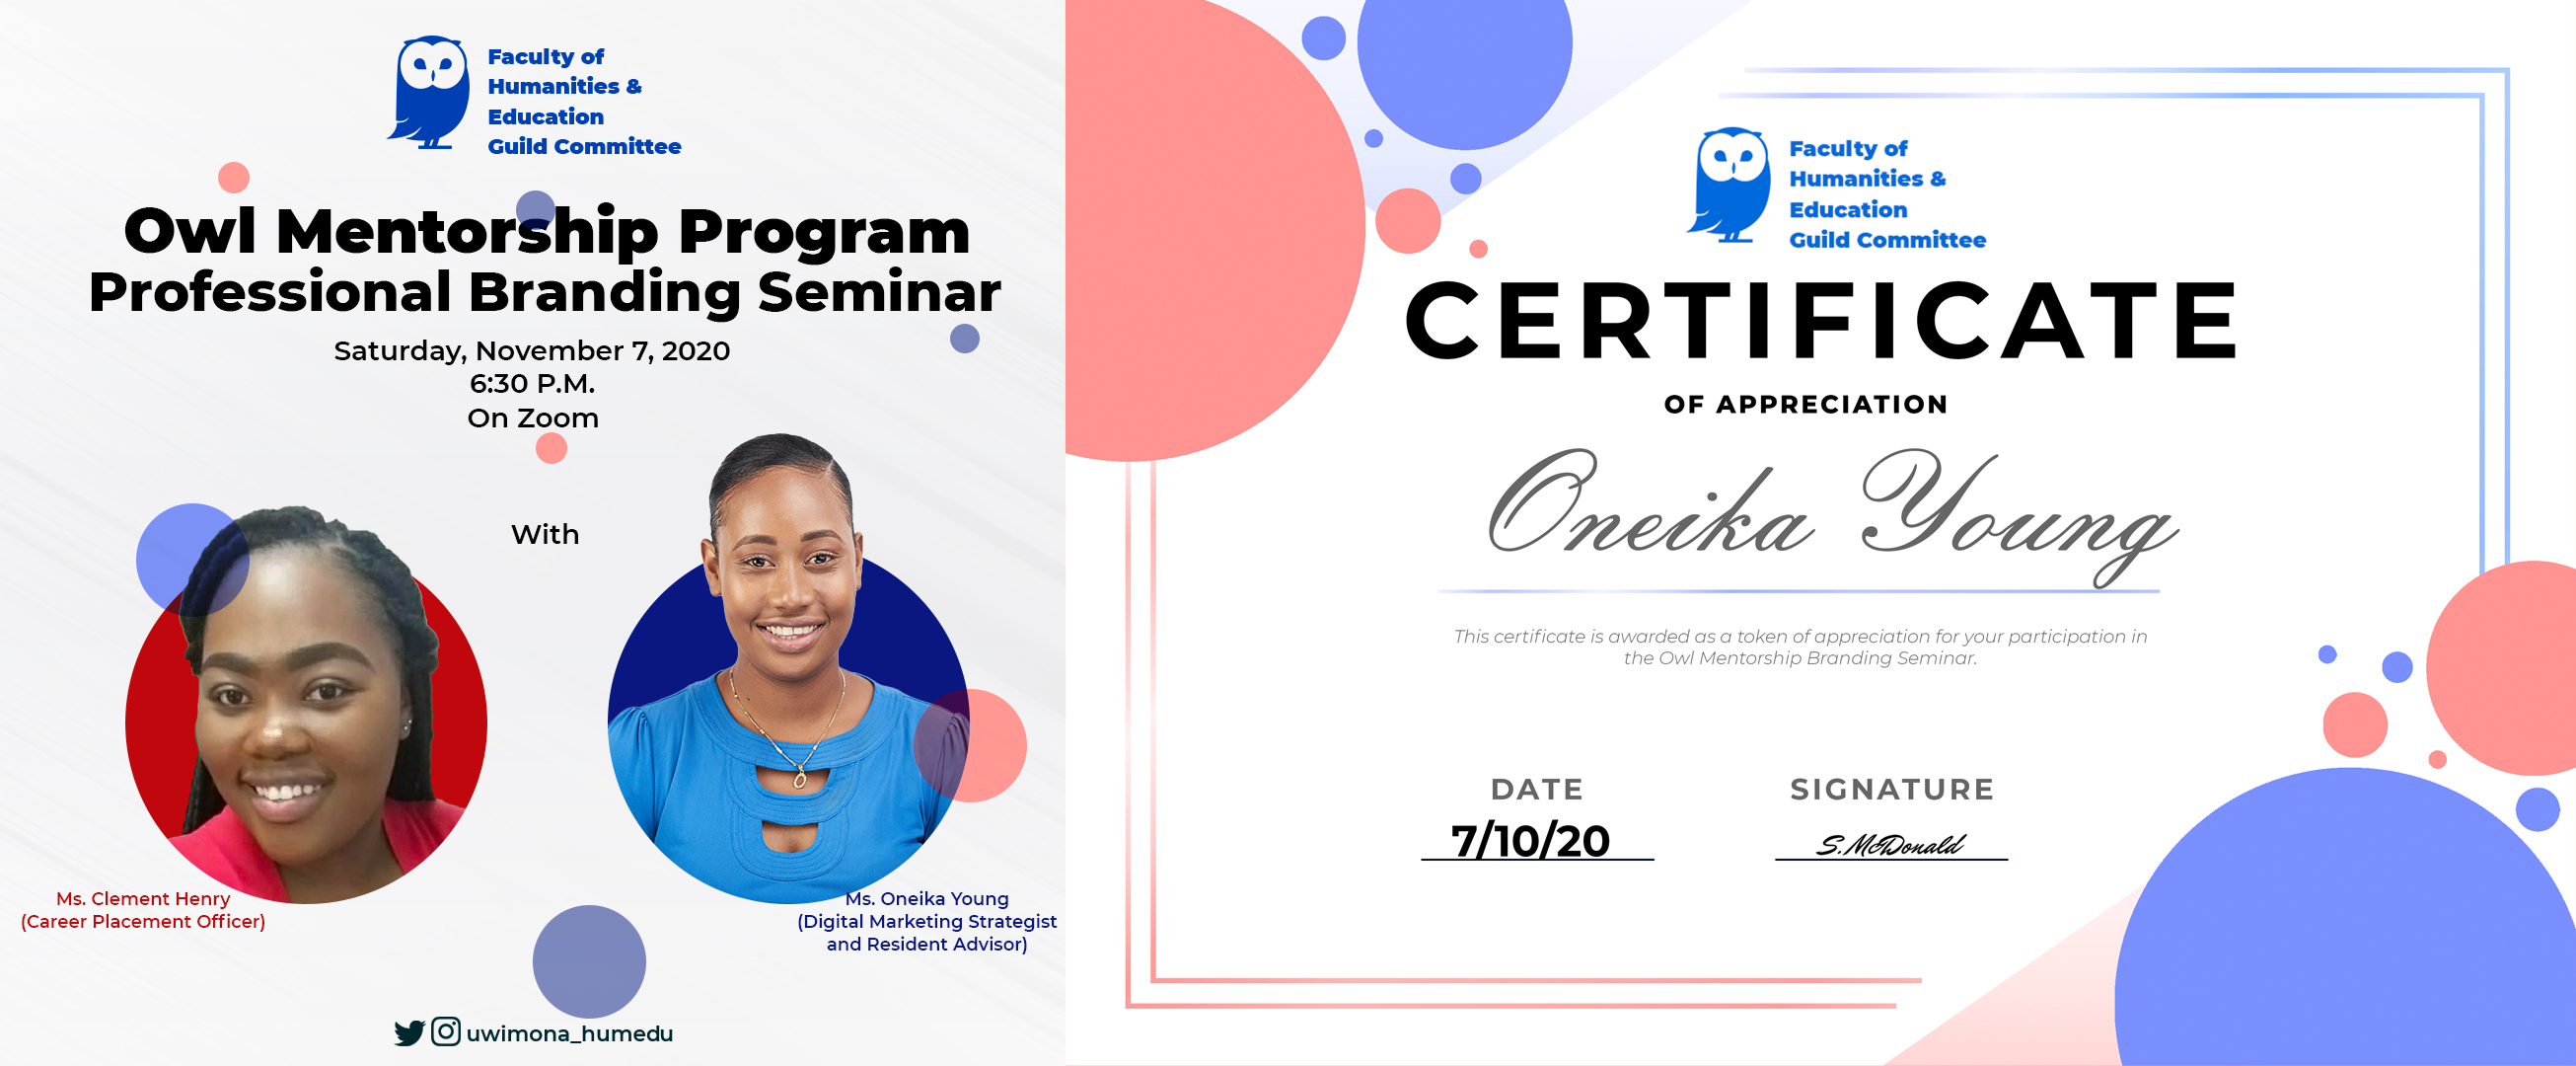 Faculty of
Humanities &
Education
Guild Committee
Owl Mentorship Program
Professional Branding Seminar
Saturday, November 7, 2020
6:30 P.M.
On Zoom
With
Ms. Clement Henry
(Career Placement Officer)
Ms. Oneika Young
(Digital Marketing Strategist
and Resident Advisor)
uwimona_humedu
Faculty of
Humanities &
Education
Guild Committee
CERTIFICATE
OF APPRECIATION
Oneika Young
This certificate is awarded as a token of appreciation for your participation in
the Owl Mentorship Branding Seminar.
DATE
7/10/20
SIGNATURE
S.McDonald